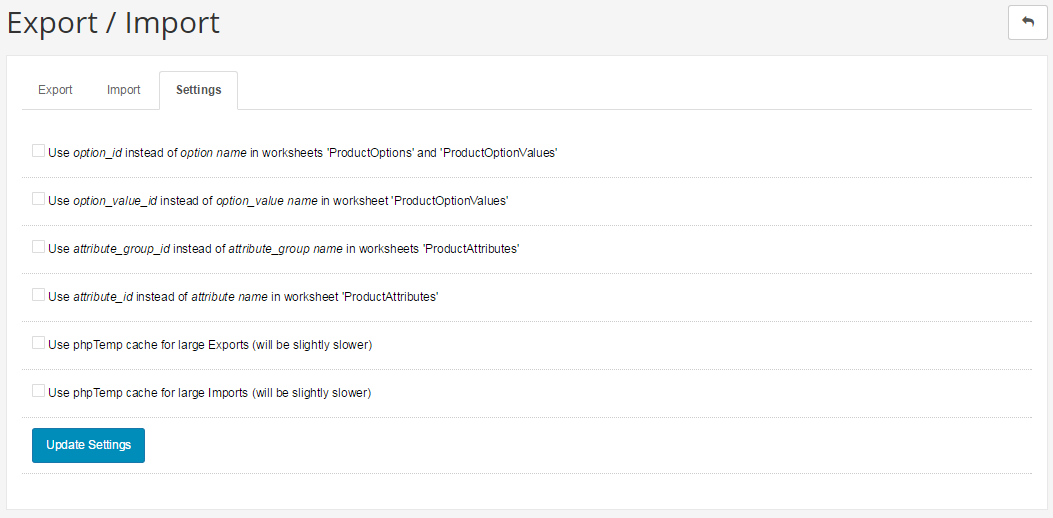 Export / Import
Export Import Settings
Use option_id instead of option name in worksheets 'ProductOptions' and 'ProductOptionValues'
Use option_value_id instead of option_value name in worksheet 'ProductOptionValues'
Use attribute_group_id instead of attribute_group name in worksheets 'ProductAttributes'
Use attribute_id instead of attribute name in worksheet 'ProductAttributes'
Use phpTemp cache for large Exports (will be slightly slower)
Use phpTemp cache for large Imports (will be slightly slower)
Update Settings